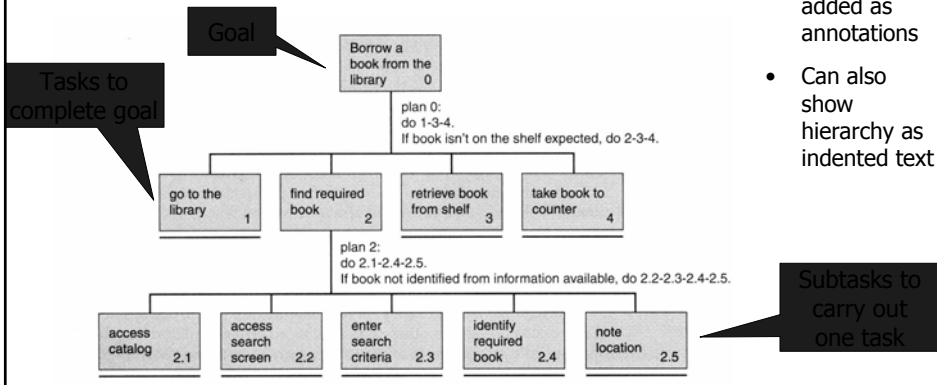 added as
annotations
• Can also
show
hierarchy as
indented text
Goal
Tasks to
complete goal
Borrow a
book from the
library 0
plan 0:
do 1-3-4.
If book isn't on the shelf expected, do 2-3-4.
go to the
library
1
find required
book
2
retrieve book
from shelf 3
take book to
counter
4
plan 2:
do 2.1-2.4-2.5.
If book not identified from information available, do 2.2-2.3-2.4-2.5.
access
catalog 2.1
access
search
screen 2.2
enter
search
criteria 2.3
identify
required
book 2.4
note
location
2.5
Subtasks to
carry out
one task